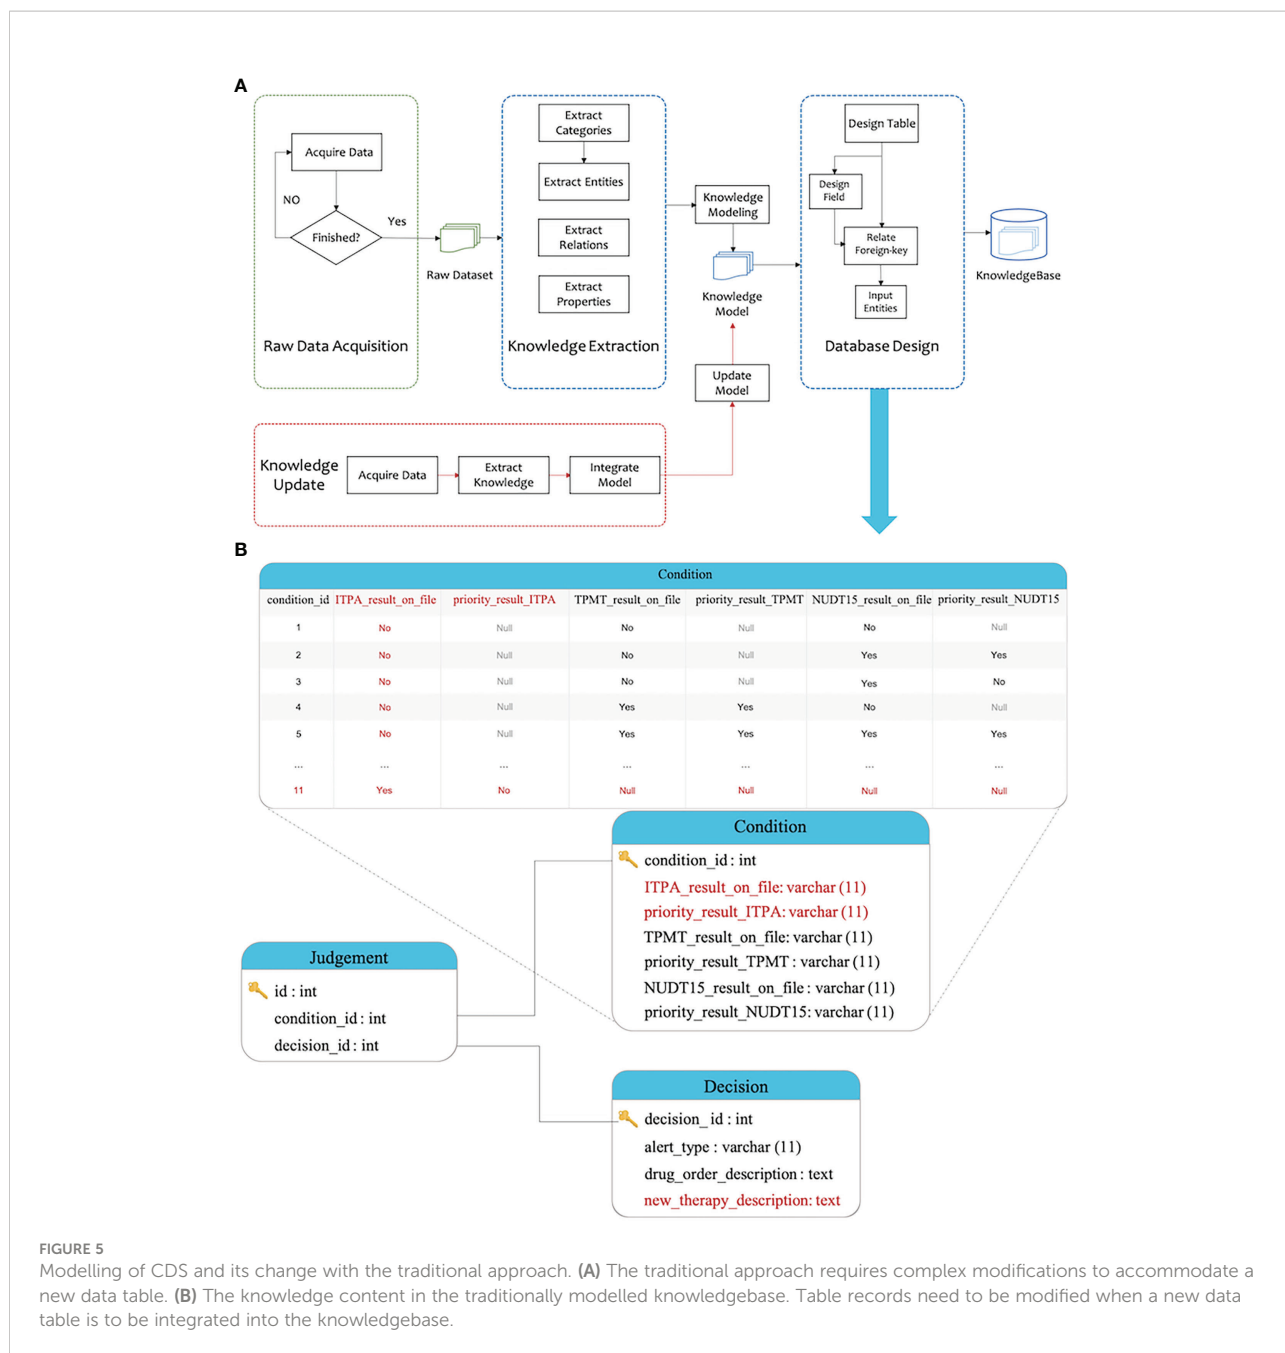 A
Acquire Data
NO
Finished?
Yes
Raw Dataset
Raw Data Acquisition
Extract
Categories
Extract Entities
Extract
Relations
Extract
Properties
Knowledge Extraction
Knowledge
Modeling
Knowledge
Model
Update
Model
Design Table
Design
Field
Relate
Foreign-key
Input
Entities
Database Design
KnowledgeBase
Knowledge
Update
Acquire Data
Extract
Knowledge
Integrate
Model
B
Condition
condition_id ITPA_result_on_file priority_result_ITPA TPMT_result_on_file priority_result_TPMT NUDT15_result_on_file priority_result_NUDT15
1 No Null No Null No Null
2 No Null No Null Yes Yes
3 No Null No Null Yes No
4 No Null Yes Yes No Null
5 No Null Yes Yes Yes Yes
... ... ... ... ... ... ...
11 Yes No Null Null Null Null
Condition
condition_id : int
ITPA_result_on_file: varchar (11)
priority_result_ITPA: varchar (11)
TPMT_result_on_file: varchar (11)
priority_result_TPMT : varchar (11)
NUDT15_result_on_file : varchar (11)
priority_result_NUDT15: varchar (11)
Judgement
id : int
condition_id : int
decision_id : int
Decision
decision_ id : int
alert_type : varchar (11)
drug_order_description : text
new_therapy_description: text
FIGURE 5
Modelling of CDS and its change with the traditional approach. (A) The traditional approach requires complex modifications to accommodate a
new data table. (B) The knowledge content in the traditionally modelled knowledgebase. Table records need to be modified when a new data
table is to be integrated into the knowledgebase.